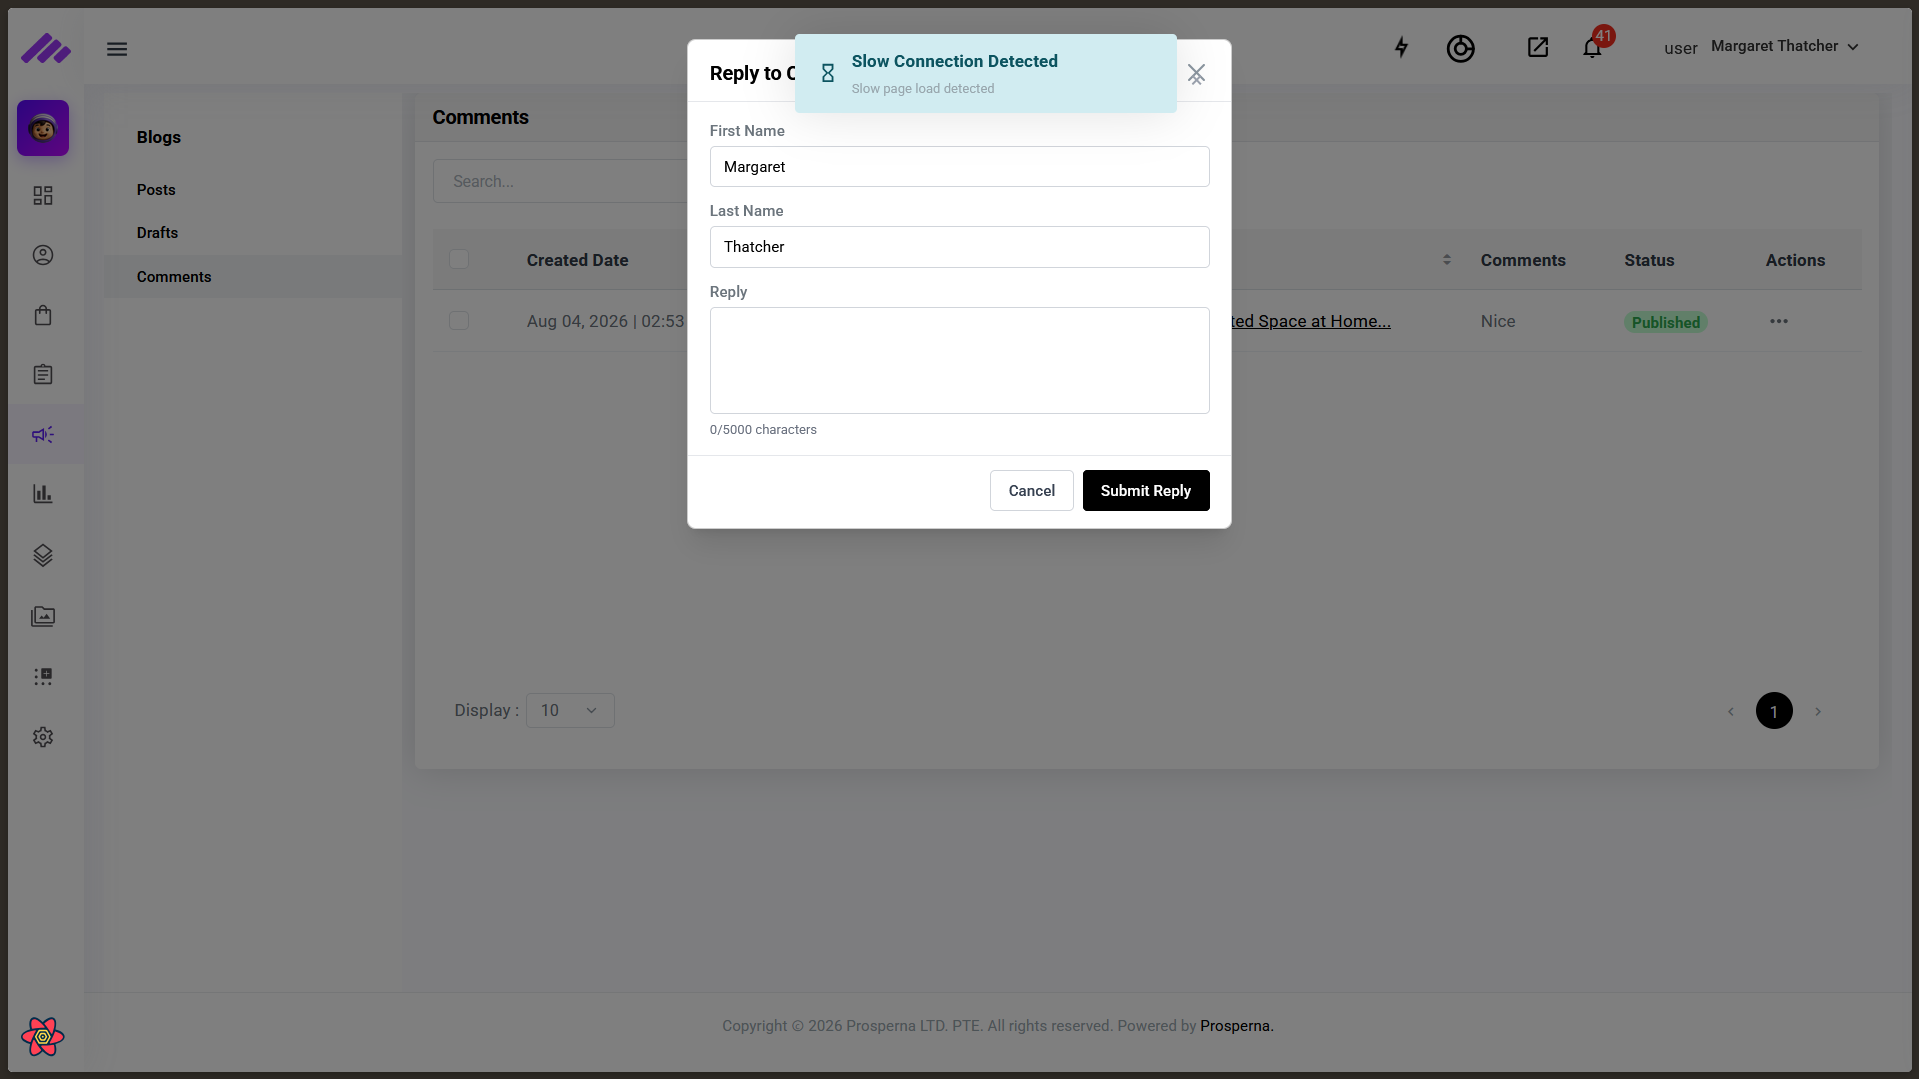 41
user
Margaret Thatcher
Blogs
Posts
Drafts
Comments
Comments
Search...
Created Date
Comments
Status
Actions
Aug 04, 2026 | 02:53
ted Space at Home...
Nice
Published
Display :
10
1
Reply to C
Slow Connection Detected
Slow page load detected
First Name
Margaret
Last Name
Thatcher
Reply
0/5000 characters
Cancel
Submit Reply
Copyright © 2026 Prosperna LTD. PTE. All rights reserved. Powered by Prosperna.